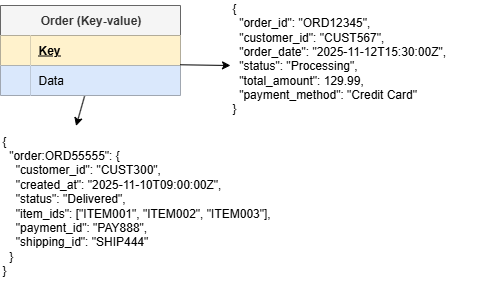 Order (Key-value)
Key
Data
{
"order_id": "ORD12345",
"customer_id": "CUST567",
"order_date": "2025-11-12T15:30:00Z",
"status": "Processing",
"total_amount": 129.99,
"payment_method": "Credit Card"
}
{
"order:ORD55555": {
"customer_id": "CUST300",
"created_at": "2025-11-10T09:00:00Z",
"status": "Delivered",
"item_ids": ["ITEM001", "ITEM002", "ITEM003"],
"payment_id": "PAY888",
"shipping_id": "SHIP444"
}
}